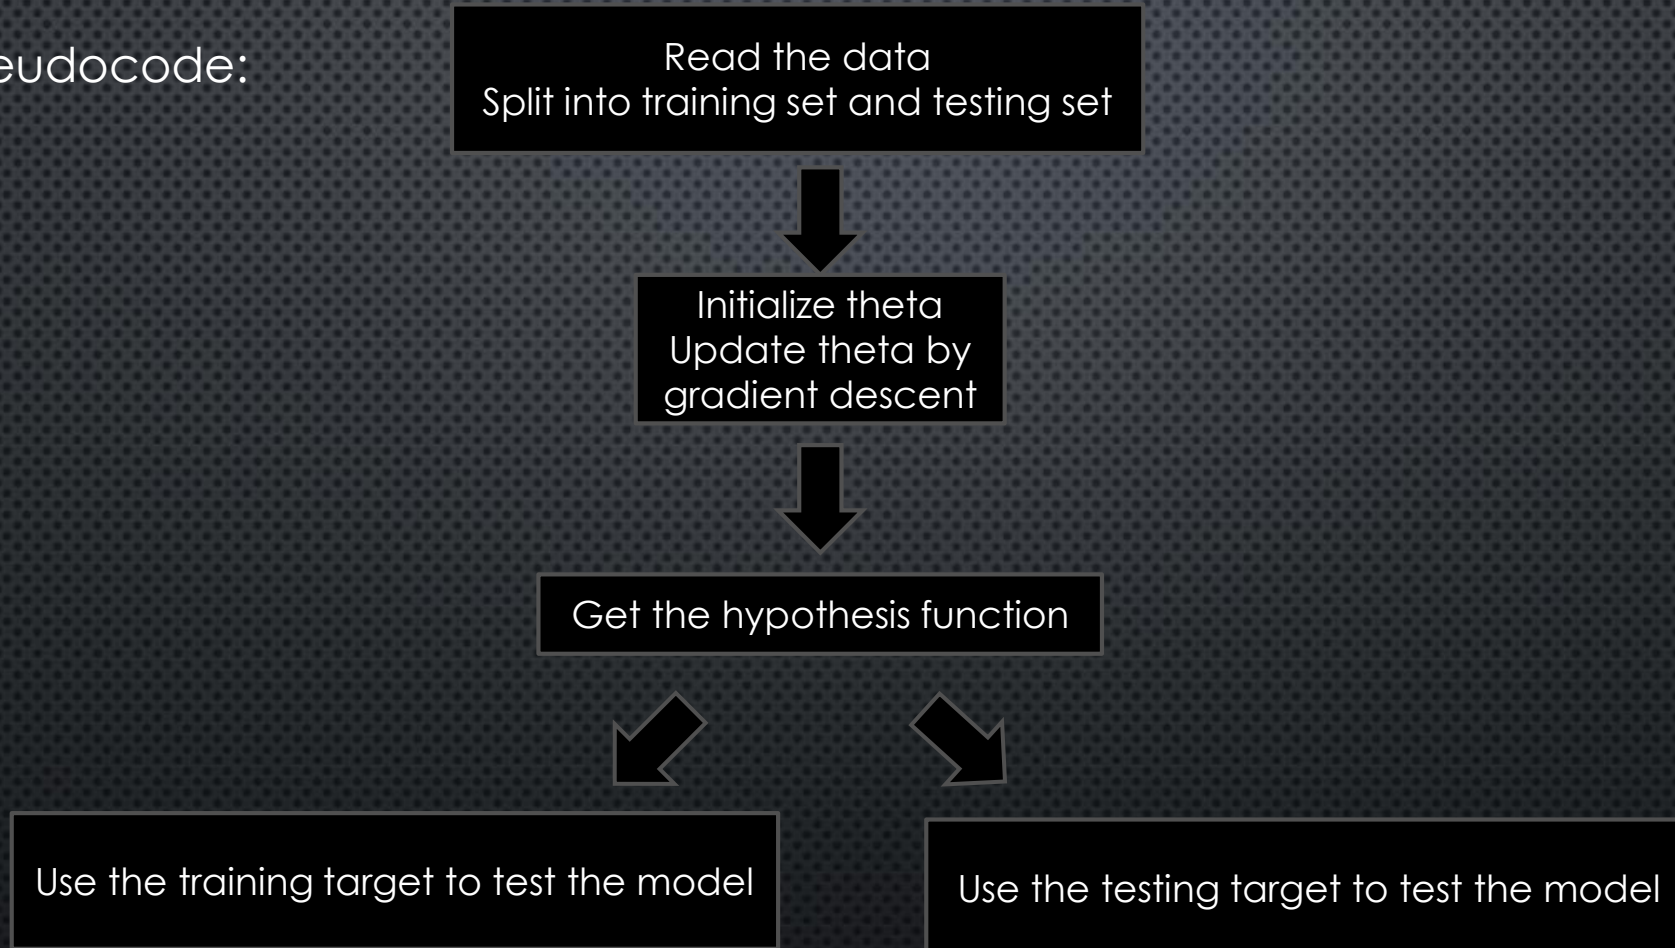 eudocode:
Read the data
Split into training set and testing set
Initialize theta
Update theta by
gradient descent
Get the hypothesis function
Use the training target to test the model
Use the testing target to test the model